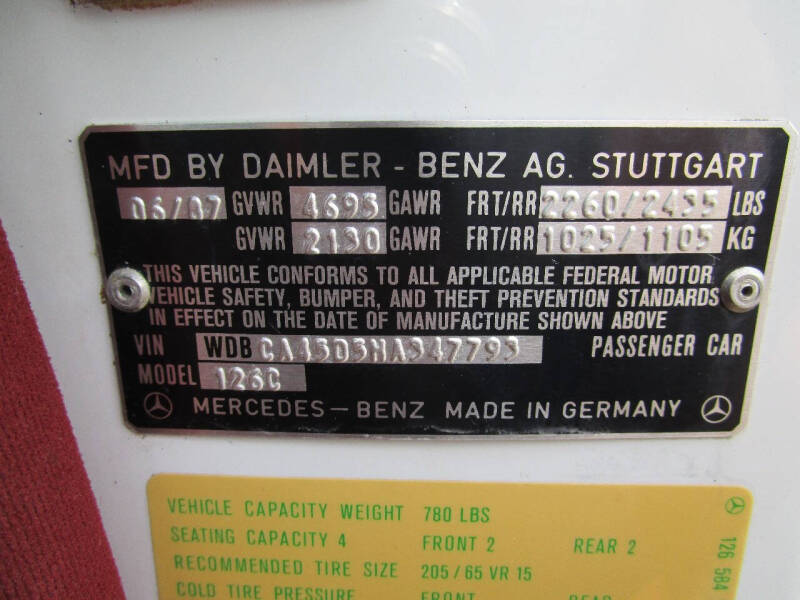 MFD BY DAIMLER - BENZ AG. STUTTGART
06/87 GVWR 4693 GAWR FRT/RR 2260/2435 LBS
GVWR 2130 GAWR FRT/RR 1025/1105 KG
THIS VEHICLE CONFORMS TO ALL APPLICABLE FEDERAL MOTOR
VEHICLE SAFETY, BUMPER, AND THEFT PREVENTION STANDARDS
IN EFFECT ON THE DATE OF MANUFACTURE SHOWN ABOVE
VIN WDB CA45D5HA347793 PASSENGER CAR
MODEL 126C
MERCEDES-BENZ MADE IN GERMANY
VEHICLE CAPACITY WEIGHT 780 LBS
SEATING CAPACITY 4 FRONT 2 REAR 2
RECOMMENDED TIRE SIZE 205/65 VR 15
COLD TIRE PRESSURE FRONT REAR
126 584